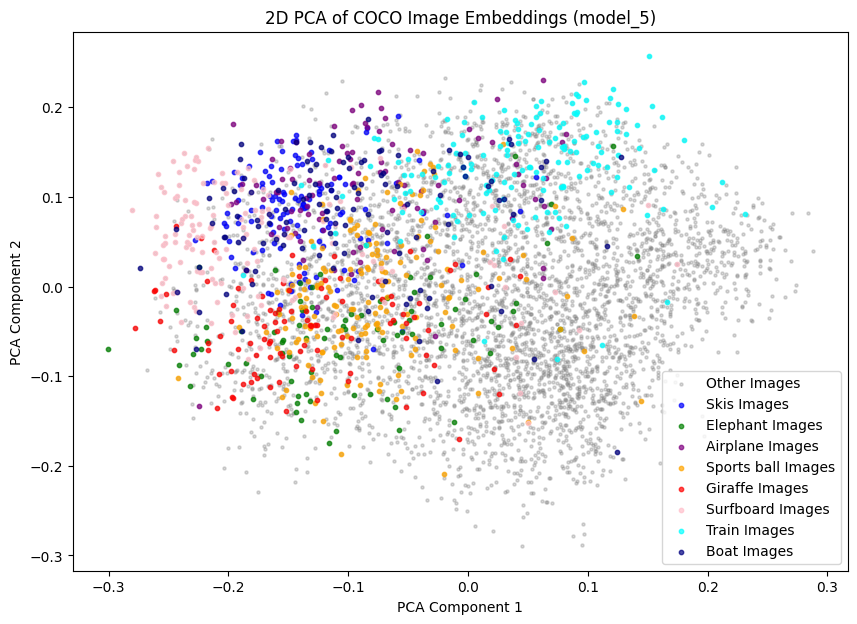 2D PCA of COCO Image Embeddings (model_5)
PCA Component 2
0.2
0.1
0.0
−0.1
−0.2
−0.3
Other Images
Skis Images
Elephant Images
Airplane Images
Sports ball Images
Giraffe Images
Surfboard Images
Train Images
Boat Images
−0.3 −0.2 −0.1 0.0 0.1 0.2 0.3
PCA Component 1